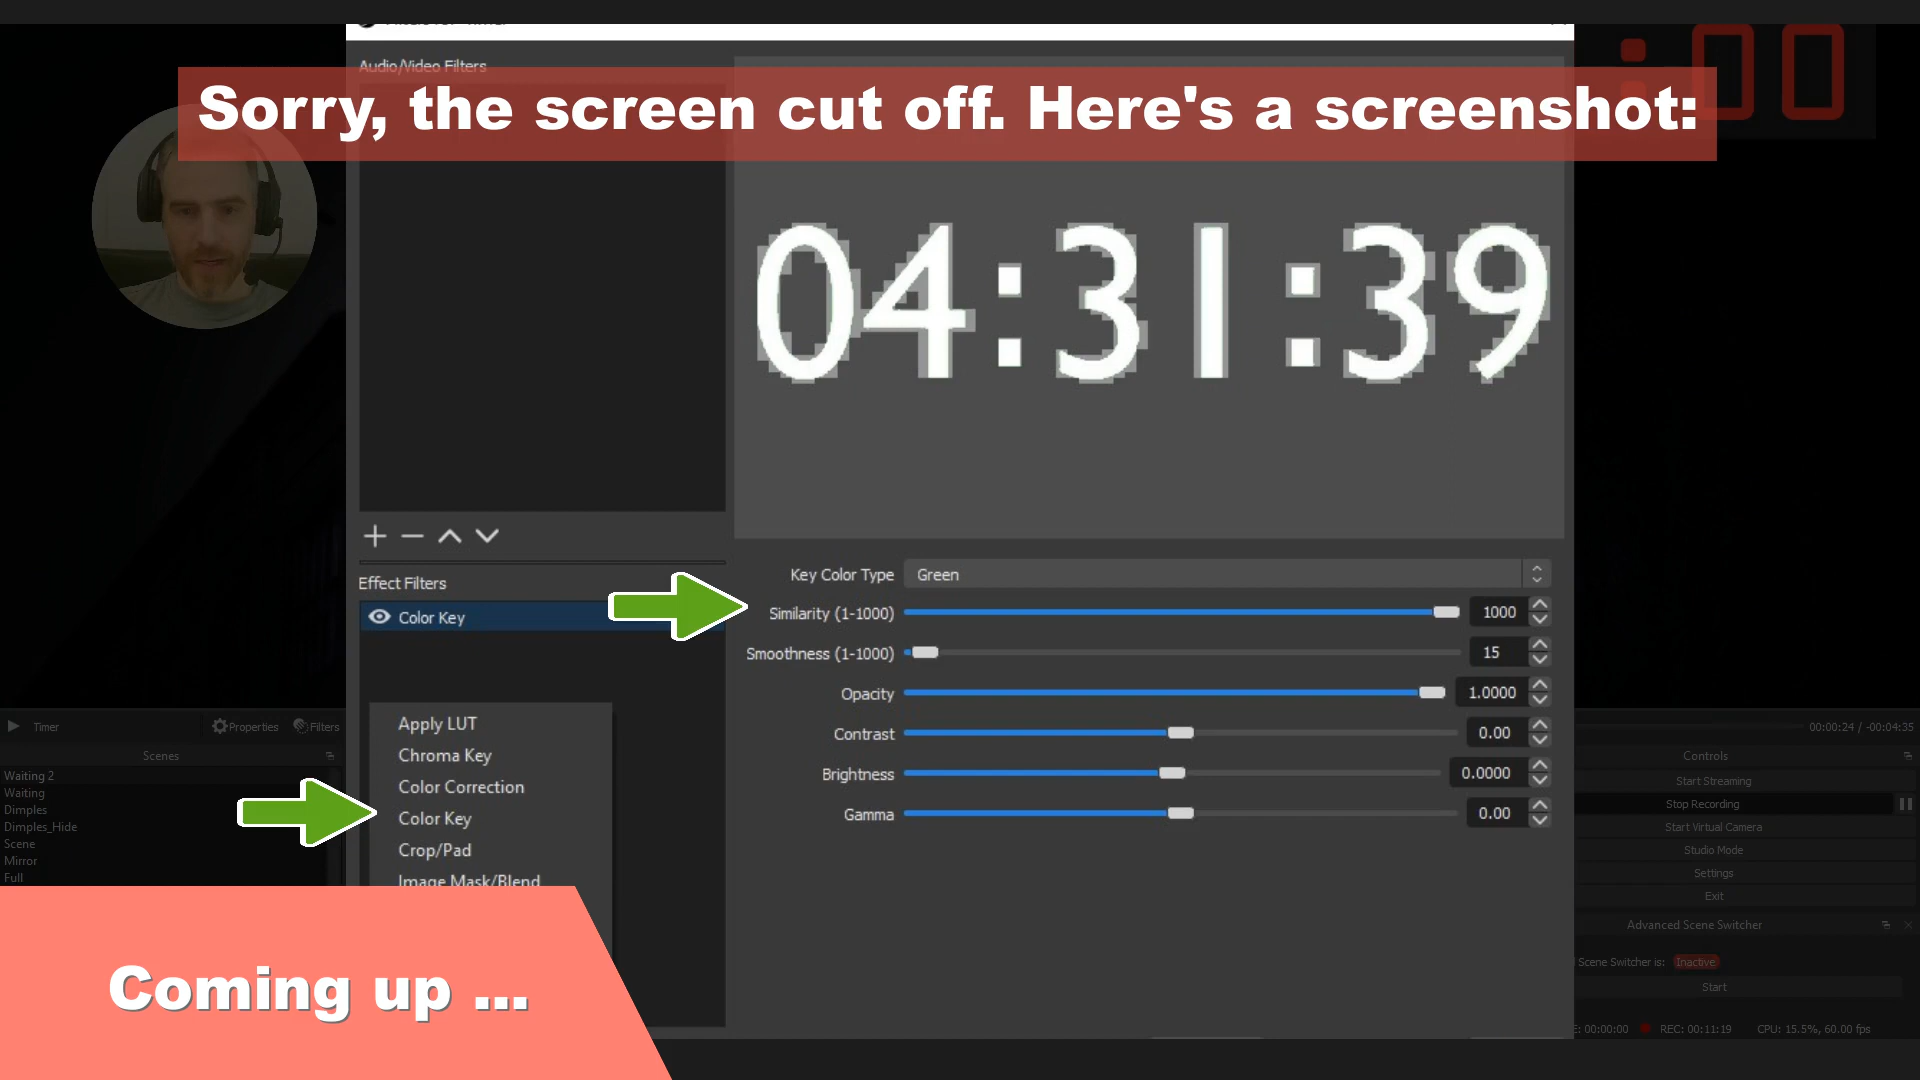 Audio/Video Filters
Sorry, the screen cut off. Here's a screenshot:
:00
04:31:39
Effect Filters
Color Key
Key Color Type Green
Similarity (1-1000) 1000
Smoothness (1-1000) 15
Opacity 1.0000
Contrast 0.00
Brightness 0.0000
Gamma 0.00
Apply LUT
Chroma Key
Color Correction
Color Key
Crop/Pad
Image Mask/Blend
Timer Properties Filters
00:00:24 / -00:04:35
Scenes
Waiting 2
Waiting
Dimples
Dimples_Hide
Scene
Mirror
Full
Controls
Start Streaming
Stop Recording
Start Virtual Camera
Studio Mode
Settings
Exit
Advanced Scene Switcher
Scene Switcher is: Inactive
Start
E: 00:00:00 REC: 00:11:19 CPU: 15.5%, 60.00 fps
Coming up ...